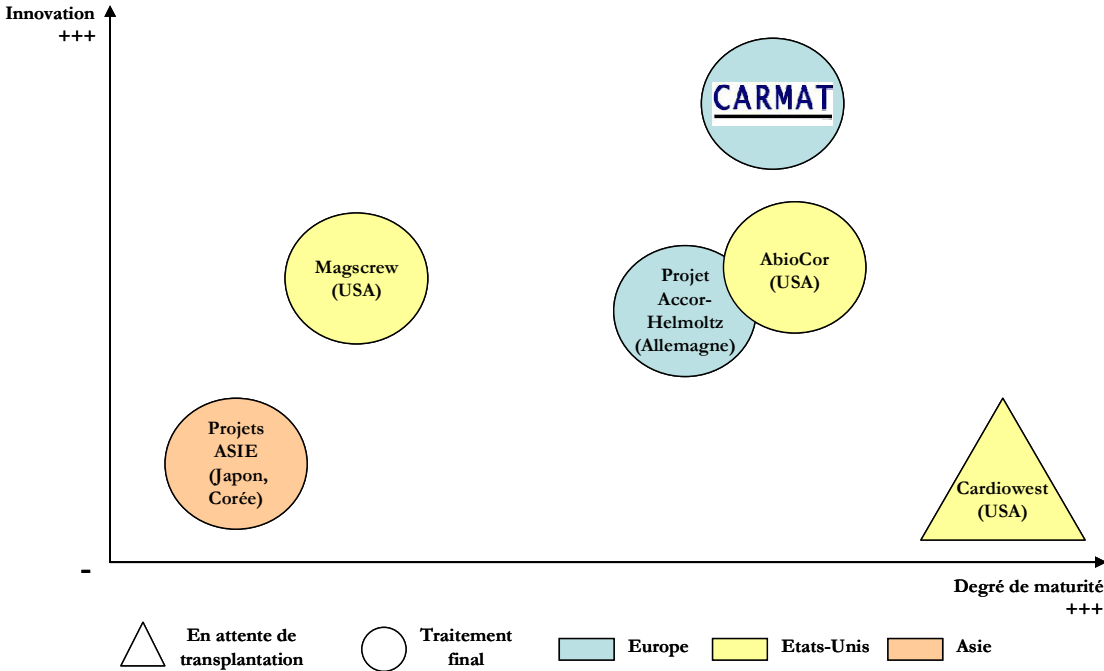 Innovation
+++
CARMAT
Magscrew
(USA)
AbioCor
(USA)
Projet
Accor-
Helmoltz
(Allemagne)
Projets
ASIE
(Japon,
Corée)
Cardiowest
(USA)
-
Degré de maturité
+++
En attente de
transplantation
Traitement
final
Europe
Etats-Unis
Asie